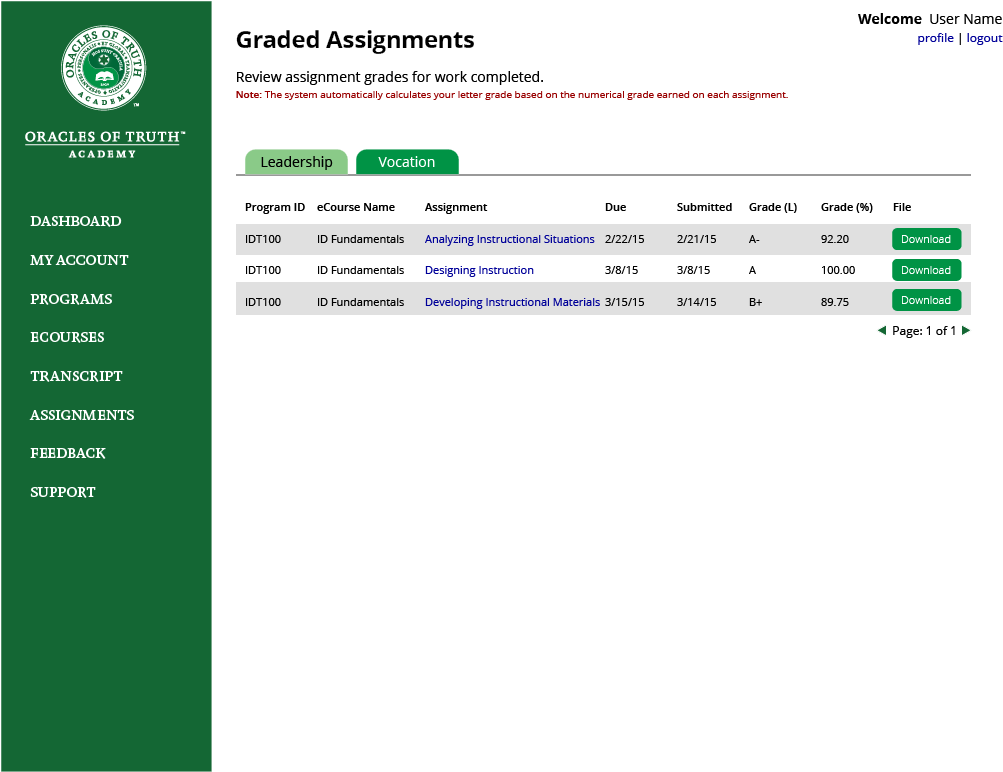 Welcome User Name
profile | logout
ORACLES OF TRUTH
ACADEMY
™
ORACLES OF TRUTH™
ACADEMY
DASHBOARD
MY ACCOUNT
PROGRAMS
ECOURSES
TRANSCRIPT
ASSIGNMENTS
FEEDBACK
SUPPORT
Graded Assignments
Review assignment grades for work completed.
Note: The system automatically calculates your letter grade based on the numerical grade earned on each assignment.
Leadership Vocation
Program ID eCourse Name Assignment Due Submitted Grade (L) Grade (%) File
IDT100 ID Fundamentals Analyzing Instructional Situations 2/22/15 2/21/15 A- 92.20 Download
IDT100 ID Fundamentals Designing Instruction 3/8/15 3/8/15 A 100.00 Download
IDT100 ID Fundamentals Developing Instructional Materials 3/15/15 3/14/15 B+ 89.75 Download
Page: 1 of 1